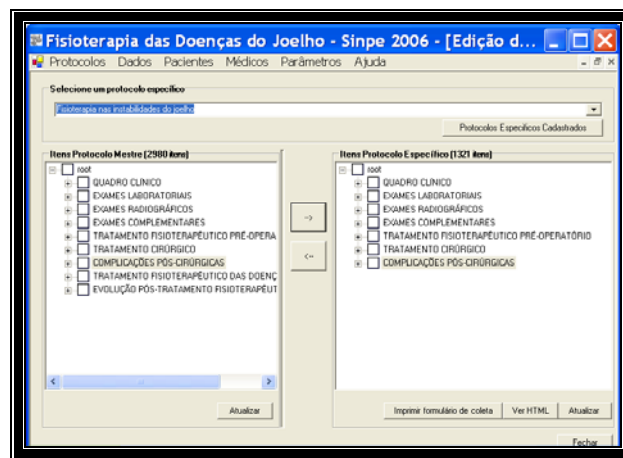 Fisioterapia das Doenças do Joelho - Sinpe 2006 - [Edição d...
Protocolos Dados Pacientes Médicos Parâmetros Ajuda
Selecione um protocolo específico
Fisioterapia nas instabilidades do joelho
Protocolos Específicos Cadastrados
Itens Protocolo Mestre (2980 itens)
root
QUADRO CLÍNICO
EXAMES LABORATORIAIS
EXAMES RADIOGRÁFICOS
EXAMES COMPLEMENTARES
TRATAMENTO FISIOTERAPÊUTICO PRÉ-OPERA
TRATAMENTO CIRÚRGICO
COMPLICAÇÕES PÓS-CIRÚRGICAS
TRATAMENTO FISIOTERAPÊUTICO DAS DOENÇ
EVOLUÇÃO PÓS-TRATAMENTO FISIOTERAPÊUT
Atualizar
->
<-
Itens Protocolo Específico (1321 itens)
root
QUADRO CLÍNICO
EXAMES LABORATORIAIS
EXAMES RADIOGRÁFICOS
EXAMES COMPLEMENTARES
TRATAMENTO FISIOTERAPÊUTICO PRÉ-OPERATÓRIO
TRATAMENTO CIRÚRGICO
COMPLICAÇÕES PÓS-CIRÚRGICAS
Imprimir formulário de coleta Ver HTML Atualizar
Fechar